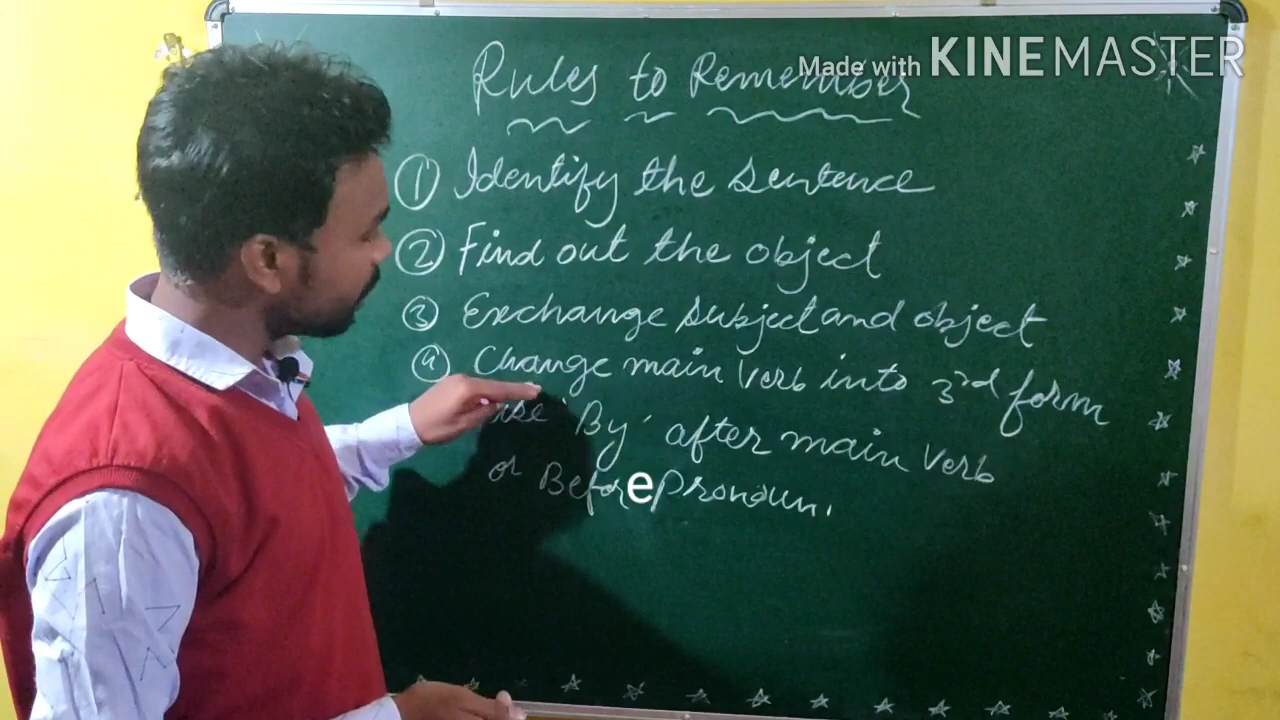 Made with KINEMASTER
Rules to Remember
① Identify the sentence
② Find out the object
③ Exchange subject and object
④ Change main verb into 3rd form
use 'By' after main verb
or Before Pronoun.